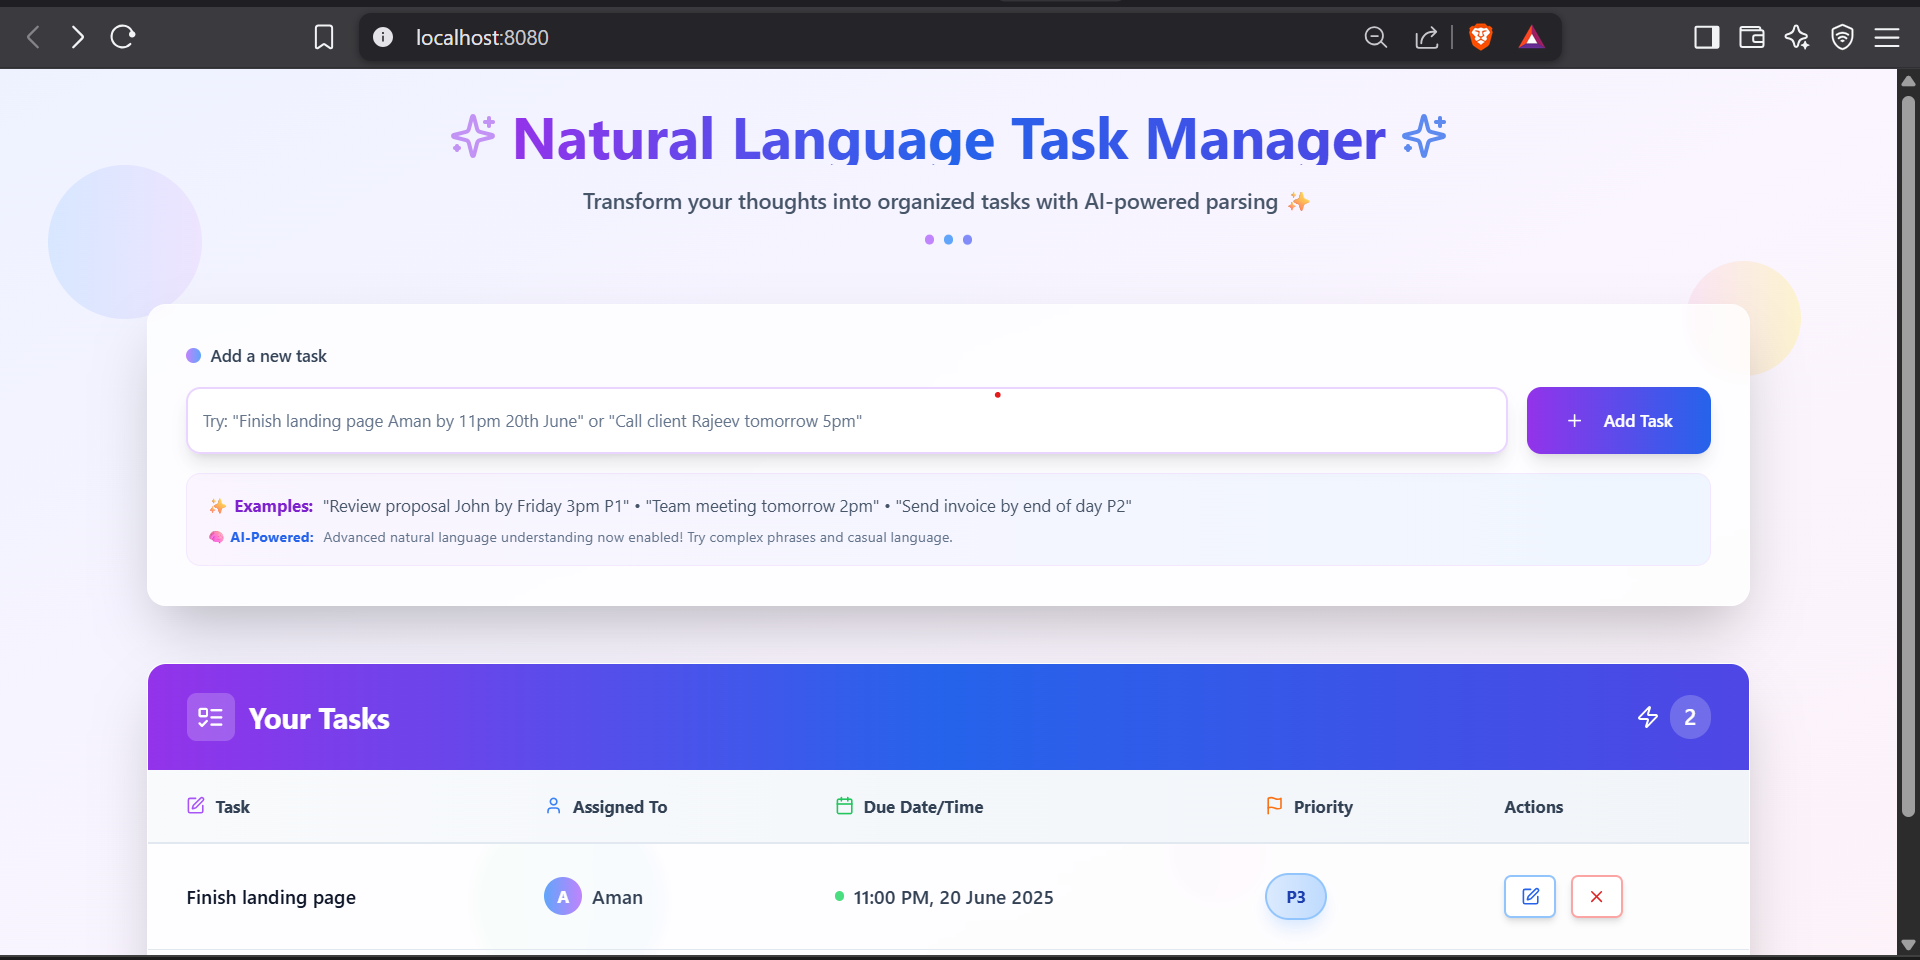 localhost:8080
Natural Language Task Manager
Transform your thoughts into organized tasks with AI-powered parsing ✨
Add a new task
Try: "Finish landing page Aman by 11pm 20th June" or "Call client Rajeev tomorrow 5pm"
+ Add Task
✨ Examples: "Review proposal John by Friday 3pm P1" • "Team meeting tomorrow 2pm" • "Send invoice by end of day P2"
🧠 AI-Powered: Advanced natural language understanding now enabled! Try complex phrases and casual language.
Your Tasks 2
Task Assigned To Due Date/Time Priority Actions
Finish landing page A Aman 11:00 PM, 20 June 2025 P3